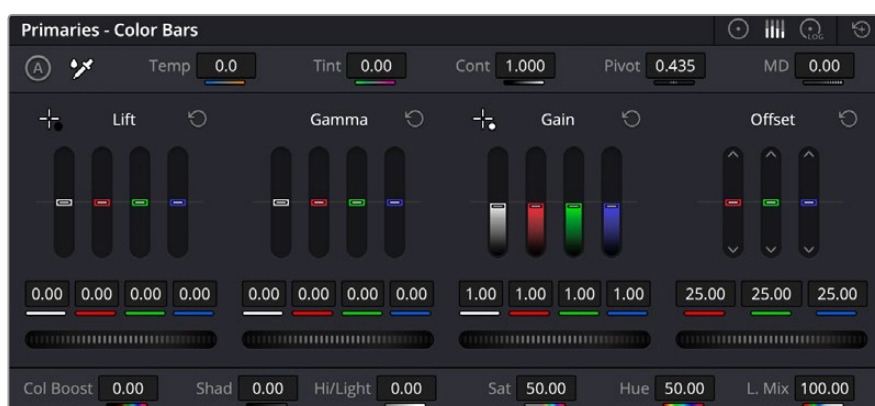 Primaries - Color Bars
LOG
A Temp 0.0 Tint 0.00 Cont 1.000 Pivot 0.435 MD 0.00
Lift Gamma Gain Offset
0.00 0.00 0.00 0.00 0.00 0.00 0.00 0.00 1.00 1.00 1.00 1.00 25.00 25.00 25.00
Col Boost 0.00 Shad 0.00 Hi/Light 0.00 Sat 50.00 Hue 50.00 L. Mix 100.00